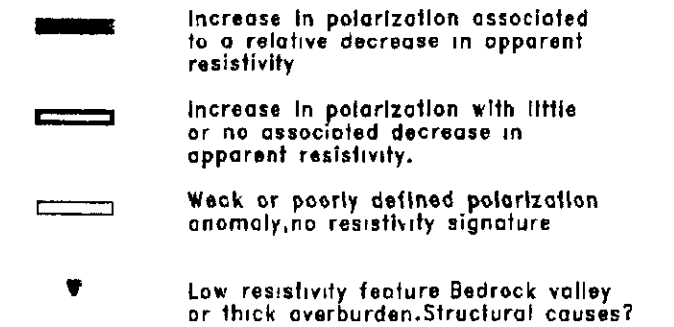 Increase in polarization associated
to a relative decrease in apparent
resistivity
Increase in polarization with little
or no associated decrease in
apparent resistivity.
Weak or poorly defined polarization
anomaly,no resistivity signature
Low resistivity feature Bedrock valley
or thick overburden.Structural causes?